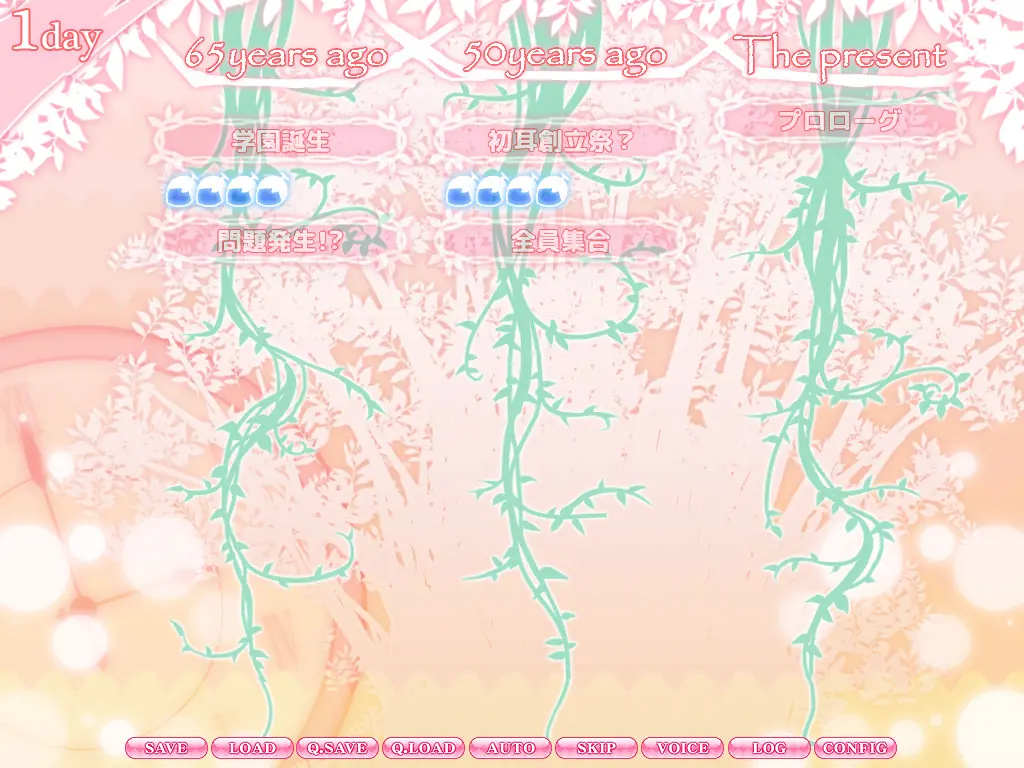 1day
65years ago
50years ago
The present
学園誕生
初耳創立祭？
プロローグ
問題発生!?
全員集合
SAVE
LOAD
Q.SAVE
Q.LOAD
AUTO
SKIP
VOICE
LOG
CONFIG